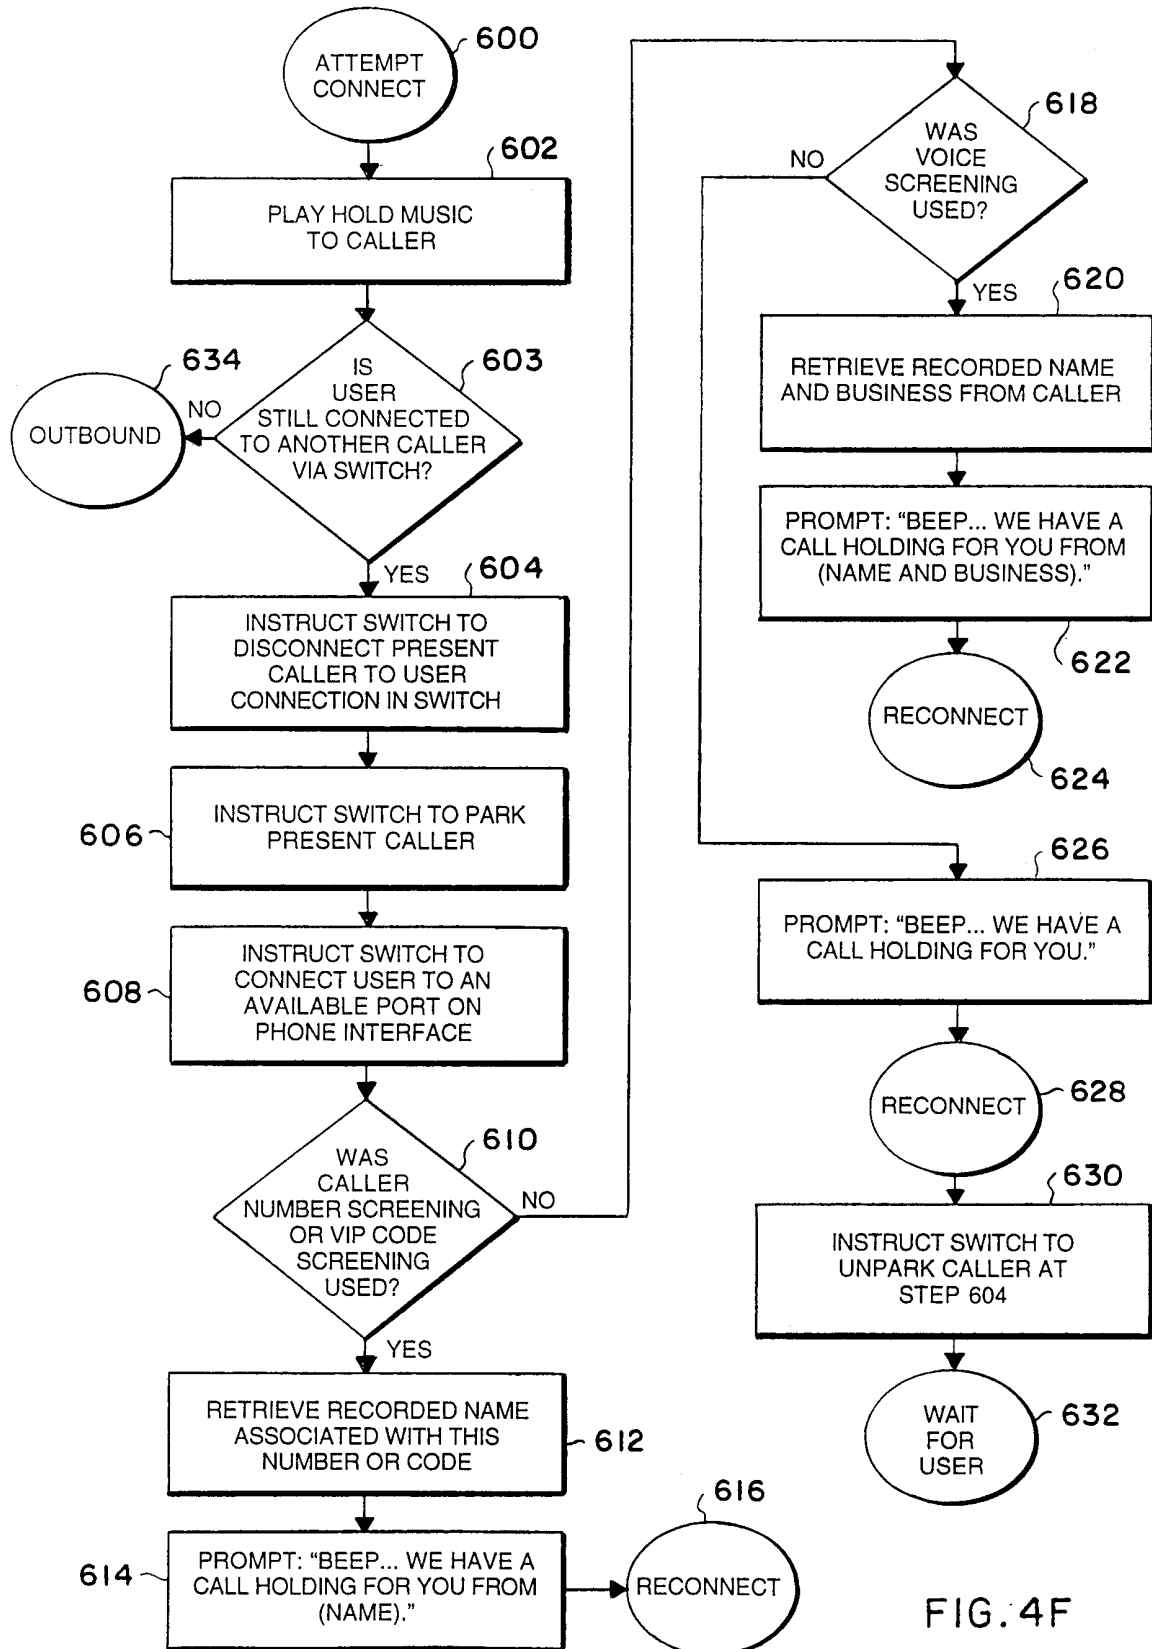 600
ATTEMPT
CONNECT
602
PLAY HOLD MUSIC
TO CALLER
634
OUTBOUND
NO
603
IS
USER
STILL CONNECTED
TO ANOTHER CALLER
VIA SWITCH?
YES
604
INSTRUCT SWITCH TO
DISCONNECT PRESENT
CALLER TO USER
CONNECTION IN SWITCH
606
INSTRUCT SWITCH TO PARK
PRESENT CALLER
608
INSTRUCT SWITCH TO
CONNECT USER TO AN
AVAILABLE PORT ON
PHONE INTERFACE
610
WAS
CALLER
NUMBER SCREENING
OR VIP CODE
SCREENING
USED?
NO
YES
RETRIEVE RECORDED NAME
ASSOCIATED WITH THIS
NUMBER OR CODE
612
614
PROMPT: “BEEP... WE HAVE A
CALL HOLDING FOR YOU FROM
(NAME).”
616
RECONNECT
618
WAS
VOICE
SCREENING
USED?
NO
YES
620
RETRIEVE RECORDED NAME
AND BUSINESS FROM CALLER
PROMPT: “BEEP... WE HAVE A
CALL HOLDING FOR YOU FROM
(NAME AND BUSINESS).”
622
RECONNECT
624
626
PROMPT: “BEEP... WE HAVE A
CALL HOLDING FOR YOU.”
RECONNECT
628
630
INSTRUCT SWITCH TO
UNPARK CALLER AT
STEP 604
WAIT
FOR
USER
632
FIG. 4F